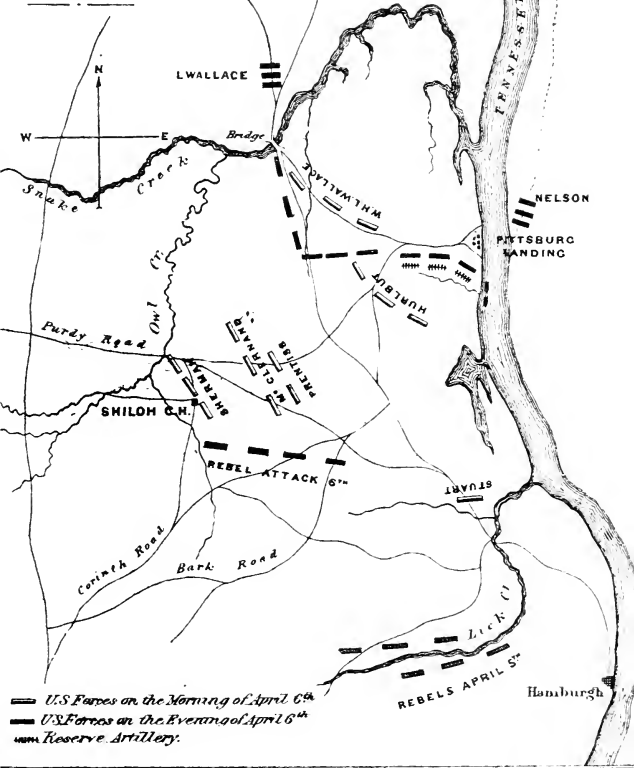 TENNESSEE
N
L.WALLACE
W
E
Bridge
Snake Creek
W.H.L.WALLACE
NELSON
PITTSBURG
LANDING
Owl Cr.
HURLBUT
Purdy Road
McCLERNAND
PRENTISS
SHERMAN
SHILOH C.H.
REBEL ATTACK 6TH
STUART
Corinth Road
Bark Road
Lick Cr.
REBELS APRIL 5TH
Hamburgh
U.S Forces on the Morning of April 6th
U.S.Forces on the Evening of April 6th
Reserve Artillery.